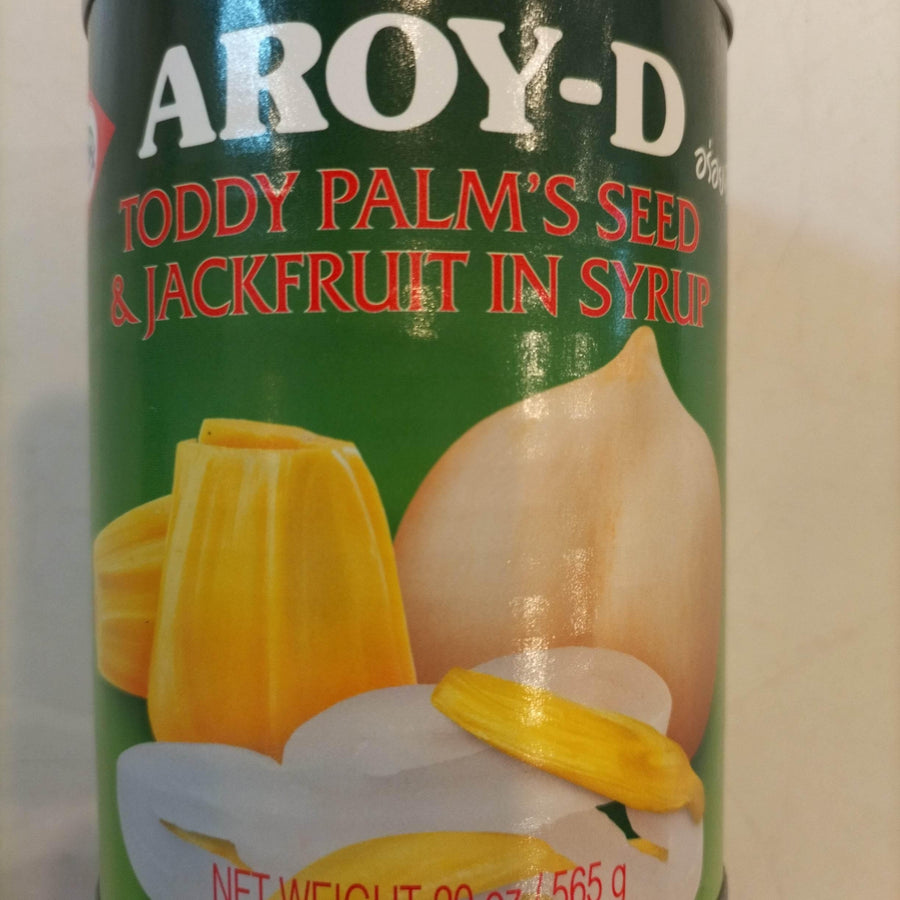 AROY-D
TODDY PALM'S SEED
& JACKFRUIT IN SYRUP
NET WEIGHT 20 oz / 565 g